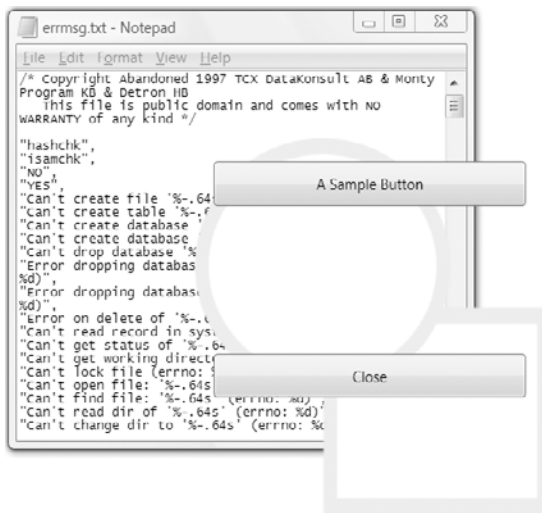 errmsg.txt - Notepad
File Edit Format View Help
/* Copyright Abandoned 1997 TCX DataKonsult AB & Monty
Program KB & Detron HB
This file is public domain and comes with NO
WARRANTY of any kind */
"hashchk",
"isamchk",
"NO",
"YES",
"Can't create file '%-.64s
"Can't create table '%-.6
"Can't create database '
"Can't create database
"Can't drop database '%
"Error dropping databas
%d)",
"Error dropping databas
%d)",
"Error on delete of '%-.6
"Can't read record in sys
"Can't get status of '%-.64
"Can't get working direct
"Can't lock file (errno: %
"Can't open file: '%-.64s
"Can't find file: '%-.64s' (errno: %d)",
"Can't read dir of '%-.64s' (errno: %d)"
"Can't change dir to '%-.64s' (errno: %d
A Sample Button
Close